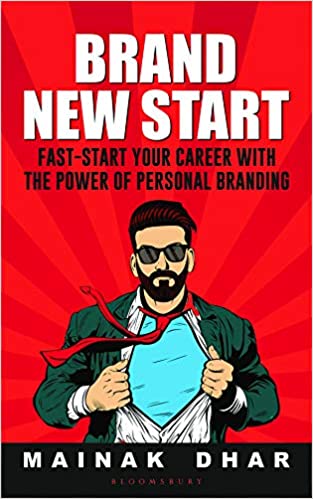 BRAND
NEW START
FAST-START YOUR CAREER WITH
THE POWER OF PERSONAL BRANDING
MAINAK DHAR
BLOOMSBURY